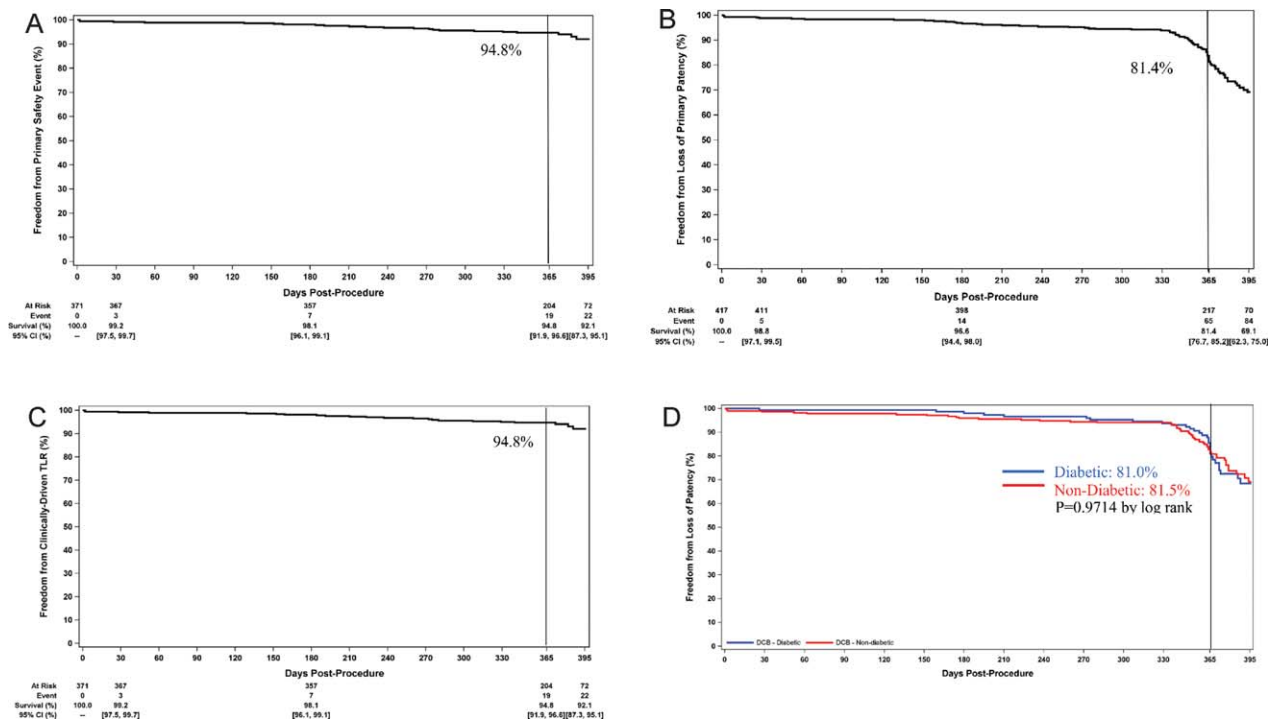 A
Freedom from Primary Safety Event (%)
100
90
80
70
60
50
40
30
20
10
0
94.8%
0 30 60 90 120 150 180 210 240 270 300 330 365 395
Days Post-Procedure
At Risk 371 367 357 204 72
Event 0 3 7 19 22
Survival (%) 100.0 99.2 98.1 94.8 92.1
95% CI (%) -- [97.5, 99.7] [96.1, 99.1] [91.9, 96.6][87.3, 95.1]
B
Freedom from Loss of Primary Patency (%)
100
90
80
70
60
50
40
30
20
10
0
81.4%
0 30 60 90 120 150 180 210 240 270 300 330 365 395
Days Post-Procedure
At Risk 417 411 398 217 70
Event 0 5 14 65 84
Survival (%) 100.0 98.8 96.6 81.4 69.1
95% CI (%) -- [97.1, 99.5] [94.4, 98.0] [76.7, 85.2][62.3, 75.0]
C
Freedom from Clinically-Driven TLR (%)
100
90
80
70
60
50
40
30
20
10
0
94.8%
0 30 60 90 120 150 180 210 240 270 300 330 365 395
Days Post-Procedure
At Risk 371 367 357 204 72
Event 0 3 7 19 22
Survival (%) 100.0 99.2 98.1 94.8 92.1
95% CI (%) -- [97.5, 99.7] [96.1, 99.1] [91.9, 96.6][87.3, 95.1]
D
Freedom from Loss of Patency (%)
100
90
80
70
60
50
40
30
20
10
0
Diabetic: 81.0%
Non-Diabetic: 81.5%
P=0.9714 by log rank
DCB - Diabetic DCB - Non-diabetic
0 30 60 90 120 150 180 210 240 270 300 330 365 395
Days Post-Procedure